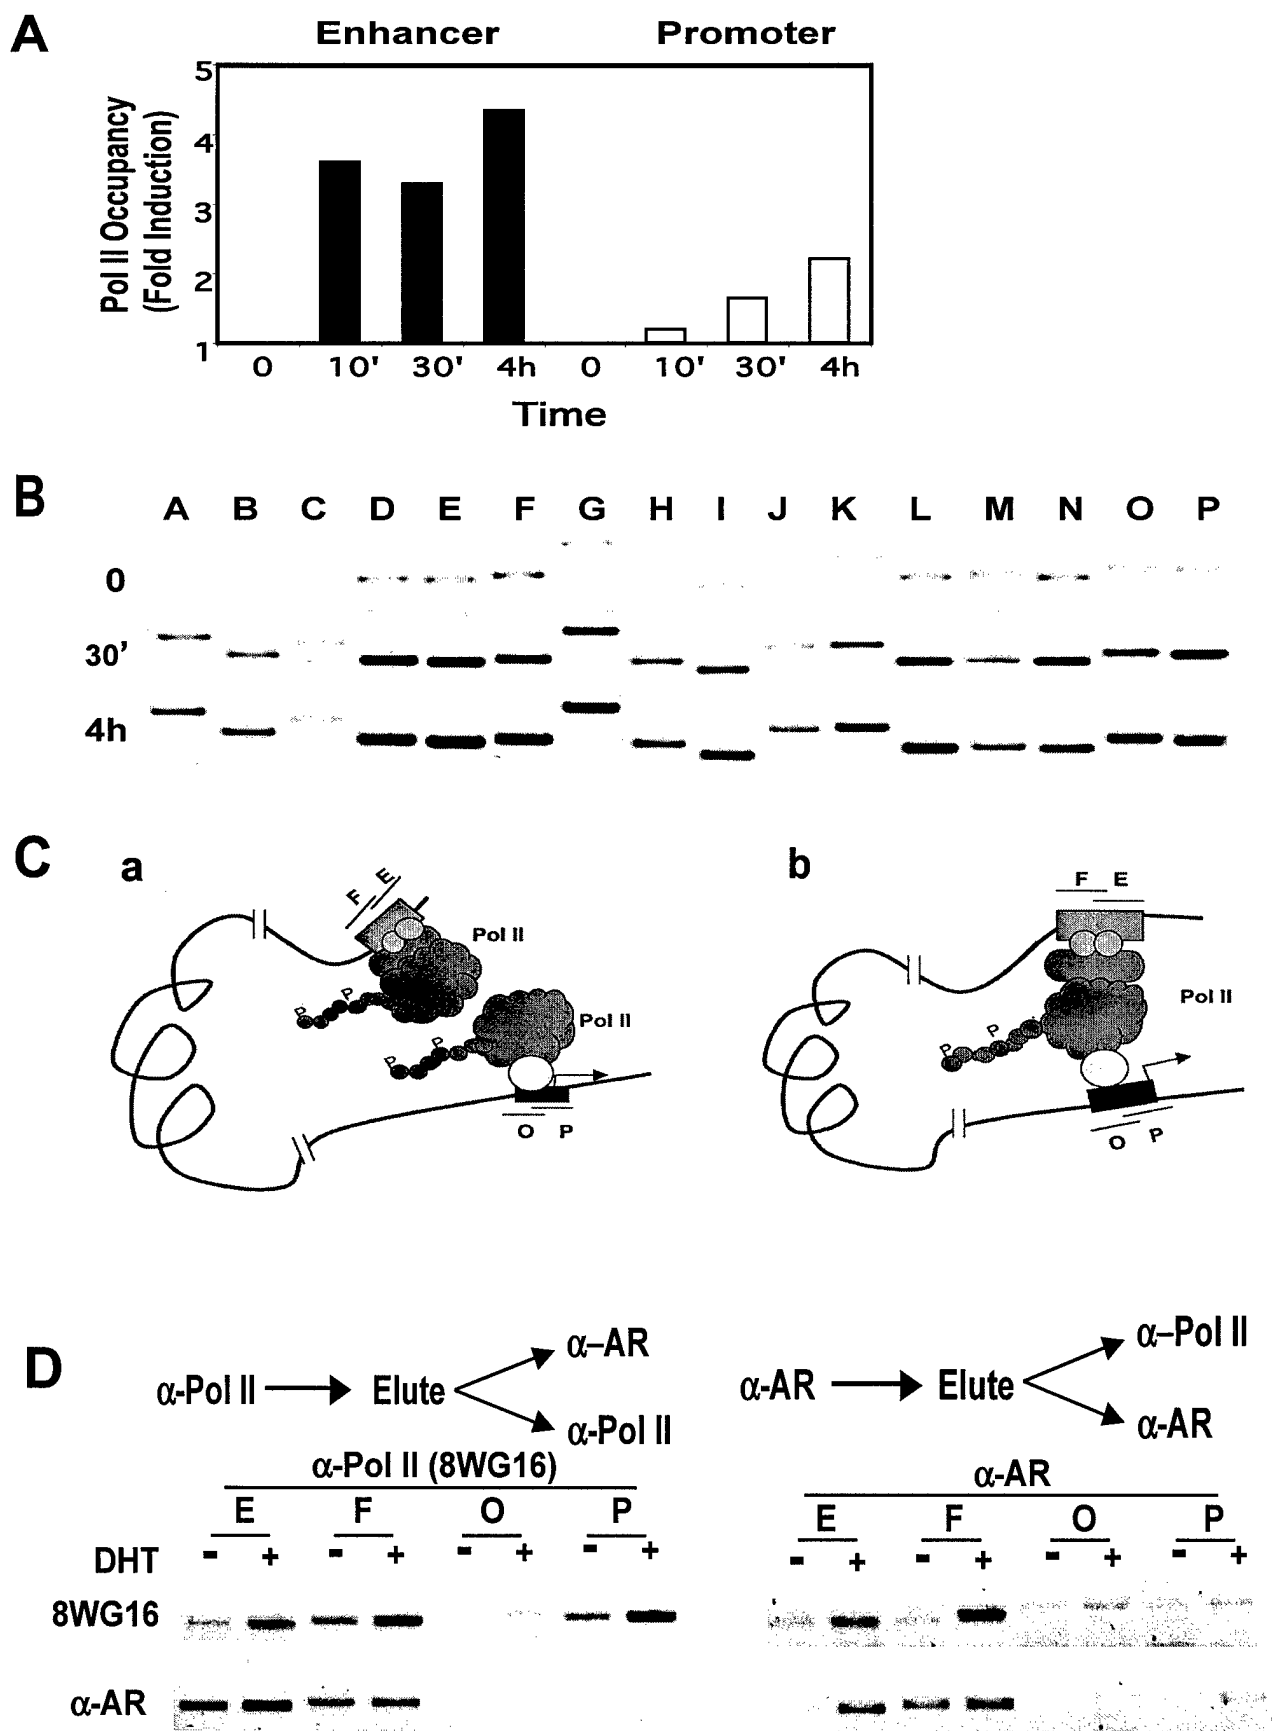 A
Enhancer Promoter
Pol II Occupancy
(Fold Induction)
5
4
3
2
1
0 10' 30' 4h 0 10' 30' 4h
Time
B
A B C D E F G H I J K L M N O P
0
30'
4h
C
a
F E
Pol II
P P
Pol II
P P
O P
b
F E
Pol II
P P
O P
D
α-Pol II Elute α–AR
α-Pol II
α-Pol II (8WG16)
E F O P
DHT - + - + - + - +
8WG16
α-AR
α-AR Elute α–Pol II
α-AR
α-AR
E F O P
- + - + - + - +